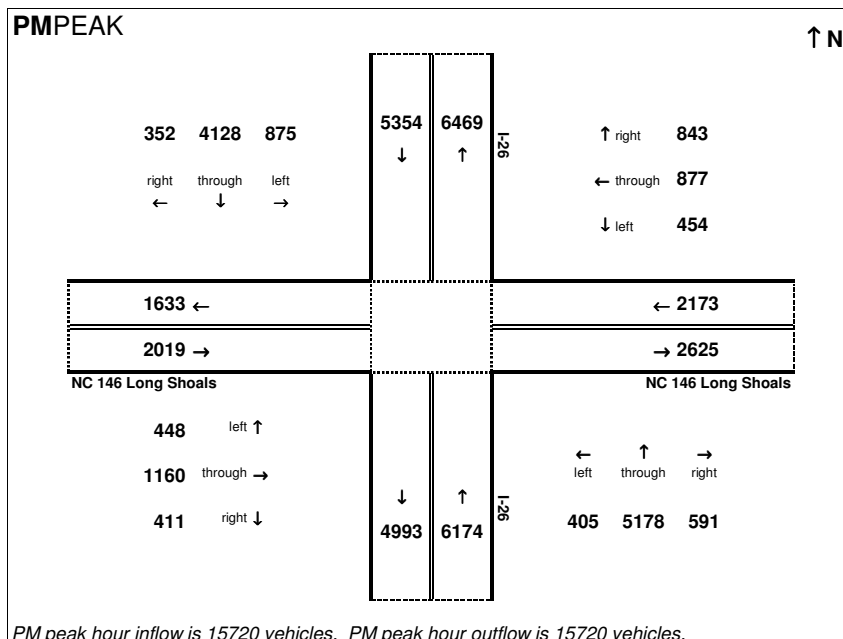 PMPEAK
↑ N
352 4128 875
right through left
← ↓ →
5354 6469
↓ ↑
I-26
↑ right 843
← through 877
↓ left 454
1633 ←
← 2173
2019 →
→ 2625
NC 146 Long Shoals
NC 146 Long Shoals
448 left ↑
1160 through →
411 right ↓
↓ ↑
4993 6174
I-26
← ↑ →
left through right
405 5178 591
PM peak hour inflow is 15720 vehicles. PM peak hour outflow is 15720 vehicles.